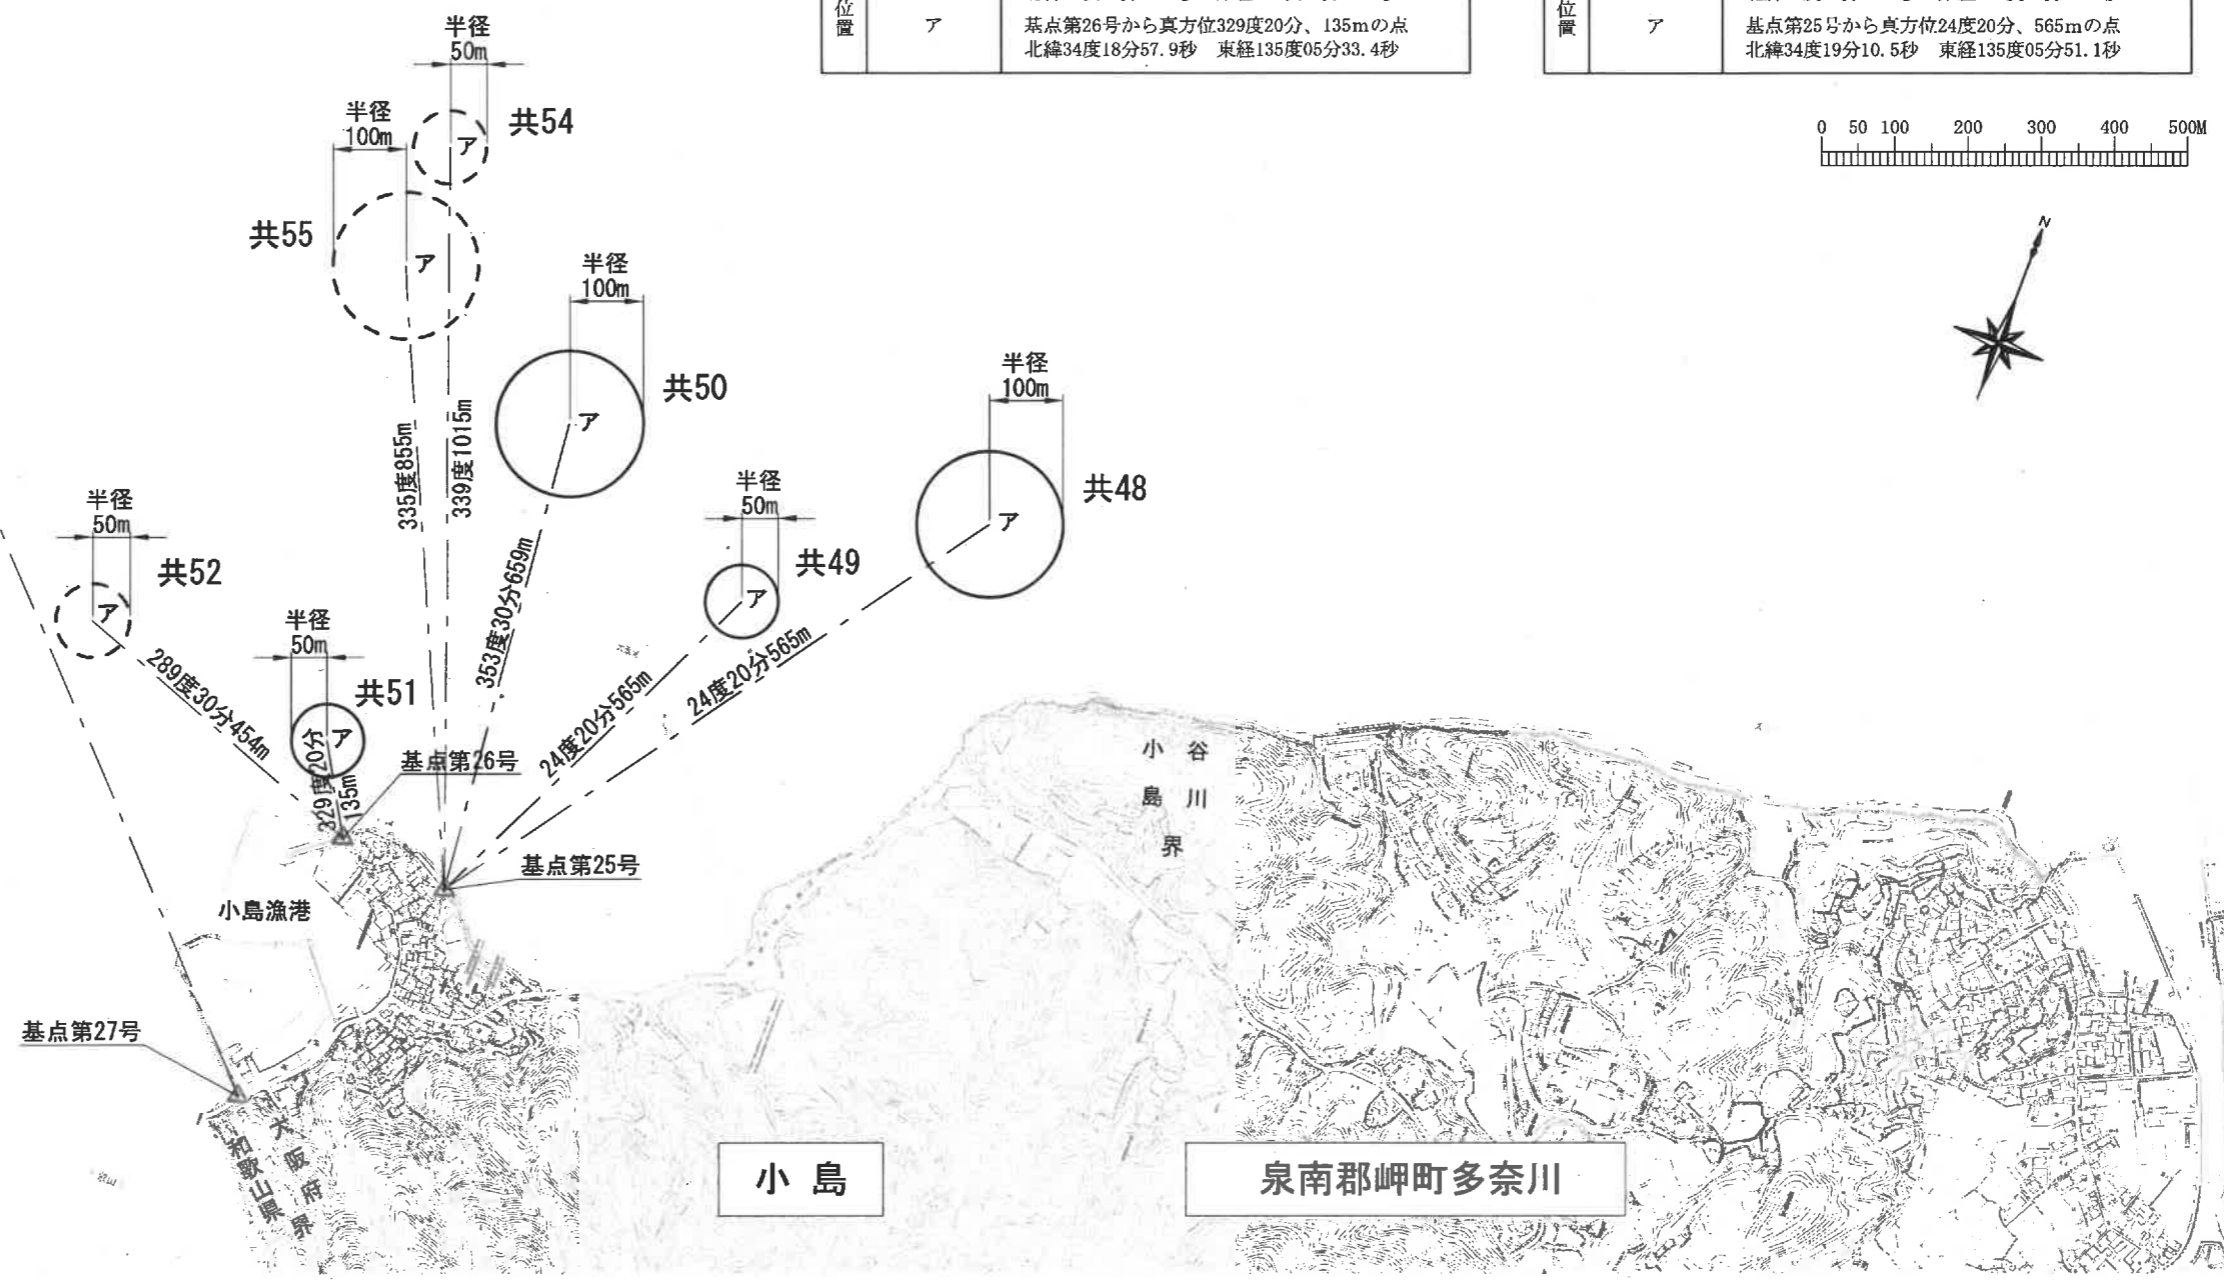 位置
ア
基点第26号から真方位329度20分、135mの点
北緯34度18分57.9秒 東経135度05分33.4秒
位置
ア
基点第25号から真方位24度20分、565mの点
北緯34度19分10.5秒 東経135度05分51.1秒
0 50 100 200 300 400 500M
N
半径
50m
共54
ア
半径
100m
共55
ア
半径
100m
共50
ア
半径
100m
共48
ア
半径
50m
共49
ア
半径
50m
共52
ア
半径
50m
共51
ア
335度855m
339度1015m
353度30分659m
24度20分565m
24度20分565m
289度30分454m
329度20分
135m
基点第26号
基点第25号
小島漁港
基点第27号
小島
谷川
界
大阪府
和歌山県
界
小島
泉南郡岬町多奈川